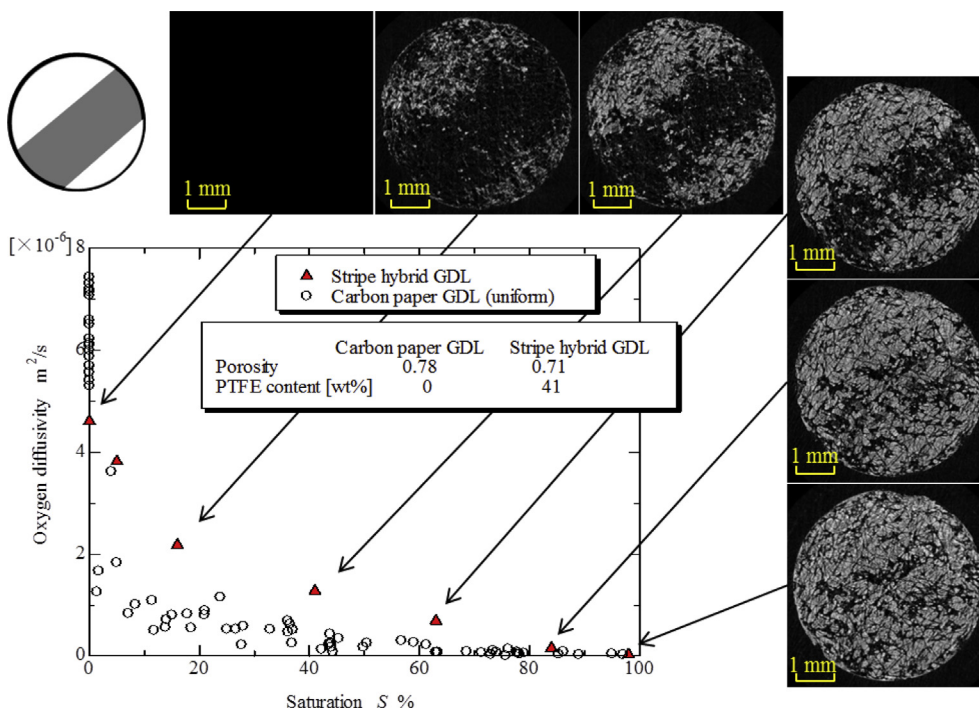 1 mm
1 mm
1 mm
1 mm
1 mm
1 mm
[×10⁻⁶]
8
6
4
2
0
Oxygen diffusivity m²/s
Stripe hybrid GDL
Carbon paper GDL (uniform)
Carbon paper GDL Stripe hybrid GDL
Porosity 0.78 0.71
PTFE content [wt%] 0 41
0 20 40 60 80 100
Saturation S %